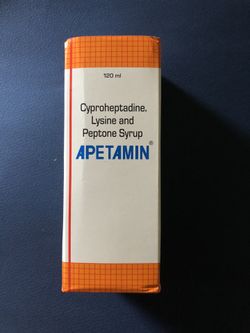 120 ml
Cyproheptadine,
Lysine and
Peptone Syrup
APETAMIN®